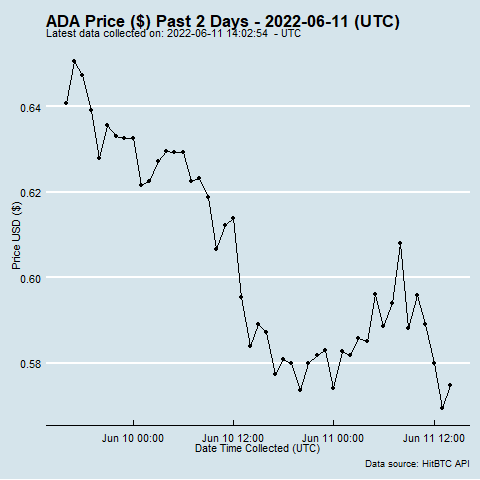 ADA Price ($) Past 2 Days - 2022-06-11 (UTC)
Latest data collected on: 2022-06-11 14:02:54 - UTC
0.64
0.62
0.60
0.58
Price USD ($)
Jun 10 00:00 Jun 10 12:00 Jun 11 00:00 Jun 11 12:00
Date Time Collected (UTC)
Data source: HitBTC API